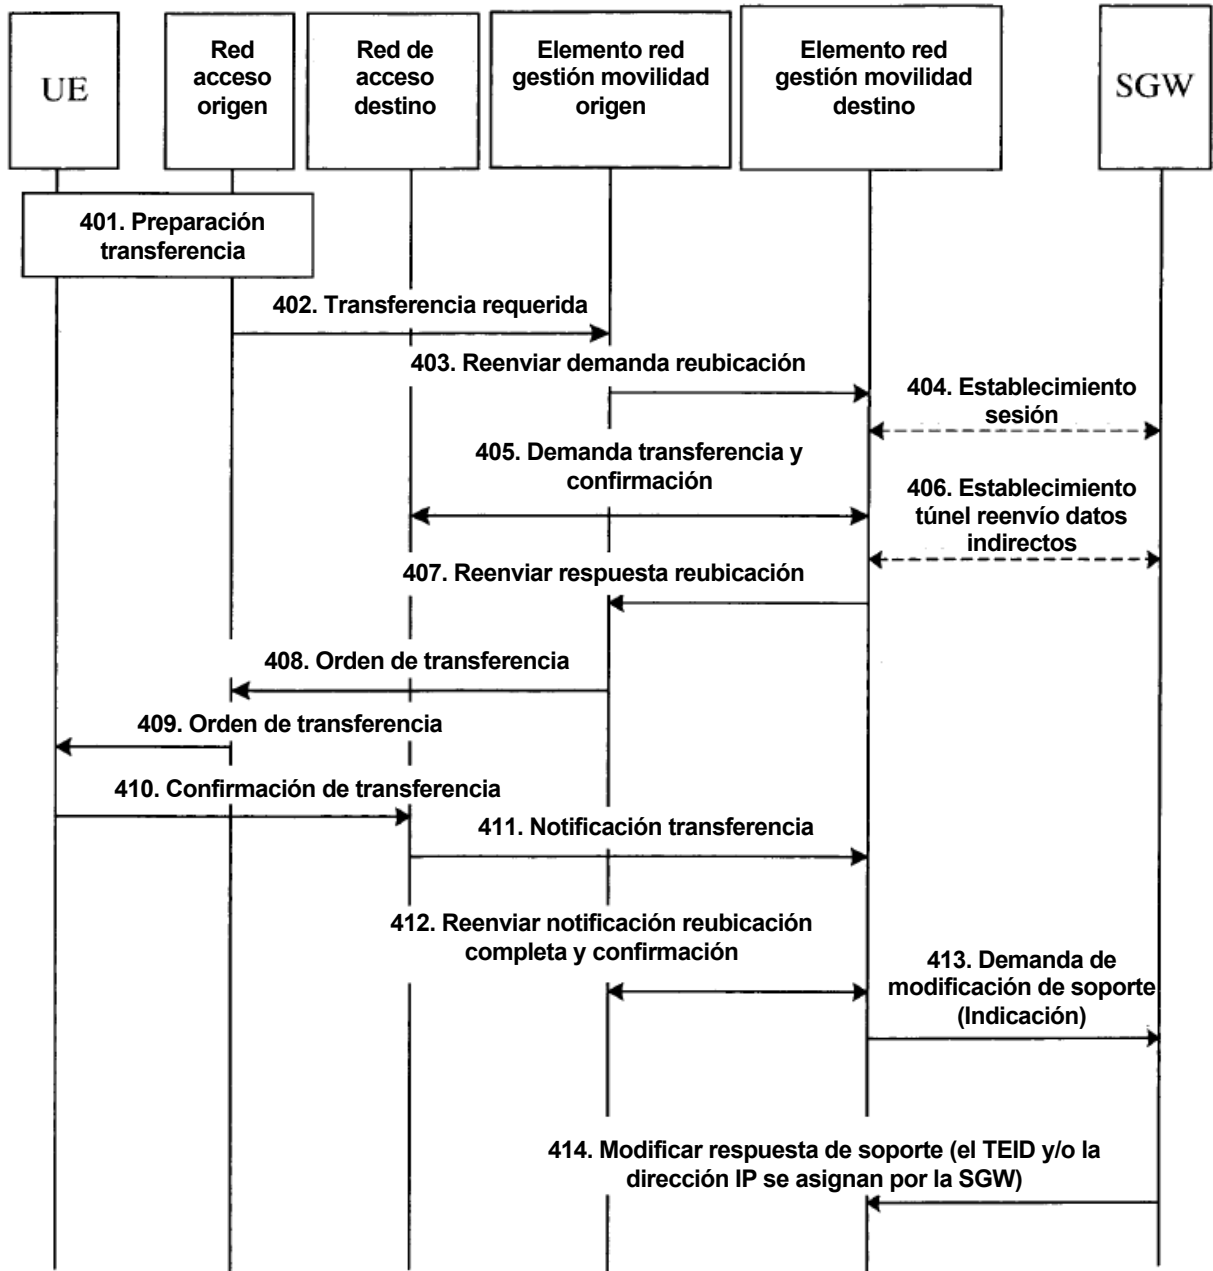 UE
Red
acceso
origen
Red de
acceso
destino
Elemento red
gestión movilidad
origen
Elemento red
gestión movilidad
destino
SGW
401. Preparación
transferencia
402. Transferencia requerida
403. Reenviar demanda reubicación
404. Establecimiento
sesión
405. Demanda transferencia y
confirmación
406. Establecimiento
túnel reenvío datos
indirectos
407. Reenviar respuesta reubicación
408. Orden de transferencia
409. Orden de transferencia
410. Confirmación de transferencia
411. Notificación transferencia
412. Reenviar notificación reubicación
completa y confirmación
413. Demanda de
modificación de soporte
(Indicación)
414. Modificar respuesta de soporte (el TEID y/o la
dirección IP se asignan por la SGW)